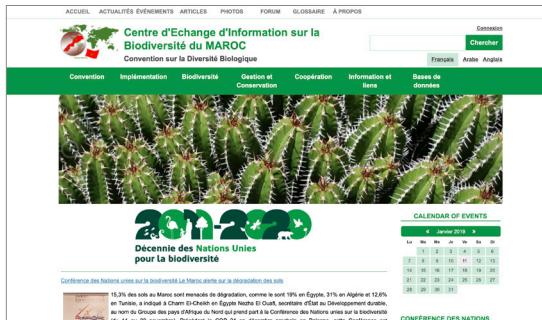 ACCUEIL ACTUALITÉS ÉVÉNEMENTS ARTICLES PHOTOS FORUM GLOSSAIRE À PROPOS
Connexion
Centre d'Echange d'Information sur la
Biodiversité du MAROC
Convention sur la Diversité Biologique
Chercher
Français Arabe Anglais
Convention Implémentation Biodiversité Gestion et Conservation Coopération Information et liens Bases de données
2011-2020
Décennie des Nations Unies
pour la biodiversité
CALENDAR OF EVENTS
« Janvier 2019 »
Lu Ma Me Je Ve Sa Di
1 2 3 4 5 6
7 8 9 10 11 12 13
14 15 16 17 18 19 20
21 22 23 24 25 26 27
28 29 30 31
Conférence des Nations unies sur la biodiversité Le Maroc alerte sur la dégradation des sols
15,3% des sols au Maroc sont menacés de dégradation, comme le sont 19% en Égypte, 31% en Algérie et 12,6%
en Tunisie, a indiqué à Charm El-Cheikh en Égypte Nezha El Ouafi, secrétaire d'État au Développement durable,
au nom du Groupe des pays d'Afrique du Nord qui prend part à la Conférence des Nations unies sur la biodiversité
CONFÉRENCE DES NATIONS